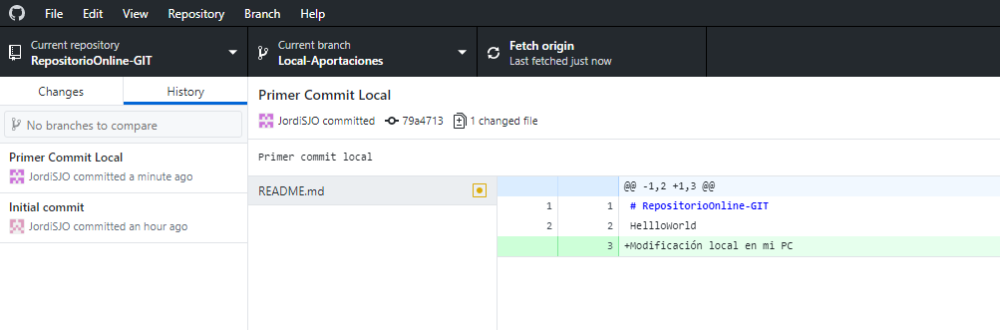 File Edit View Repository Branch Help
Current repository
RepositorioOnline-GIT
Current branch
Local-Aportaciones
Fetch origin
Last fetched just now
Changes
History
No branches to compare
Primer Commit Local
JordiSJO committed a minute ago
Initial commit
JordiSJO committed an hour ago
Primer Commit Local
JordiSJO committed 79a4713 1 changed file
Primer commit local
README.md
@@ -1,2 +1,3 @@
1 1 # RepositorioOnline-GIT
2 2 HellloWorld
3 +Modificación local en mi PC